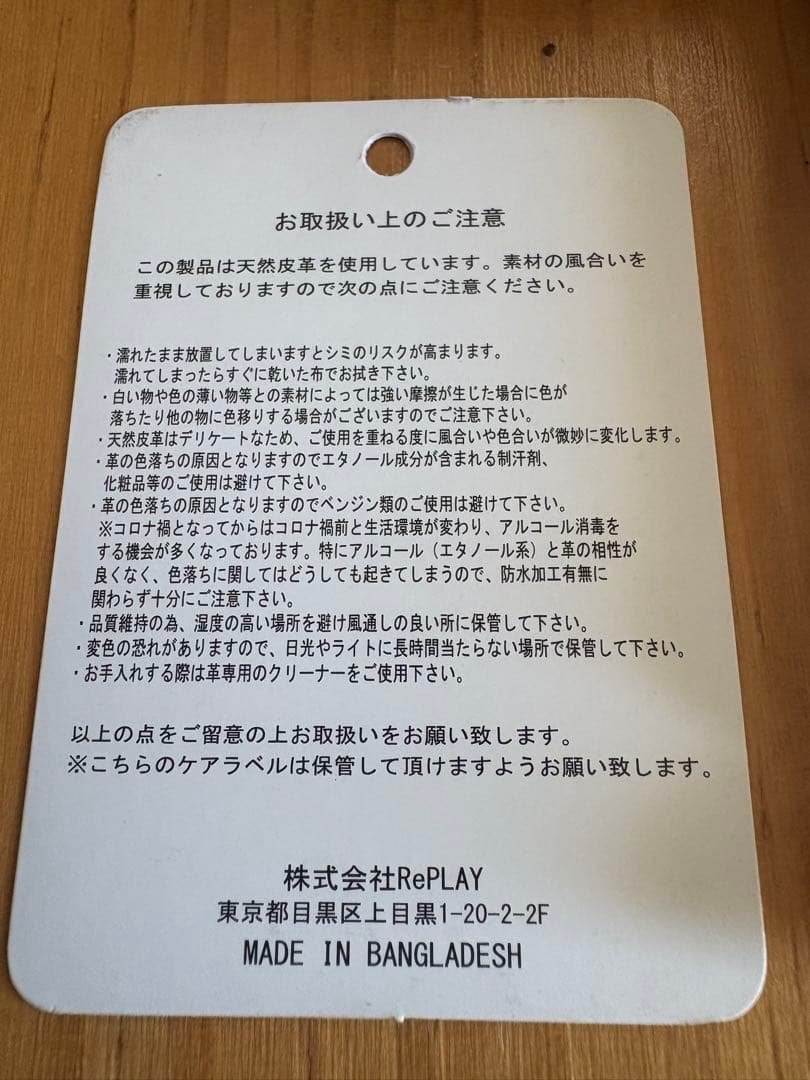 お取扱い上のご注意
この製品は天然皮革を使用しています。素材の風合いを
重視しておりますので次の点にご注意ください。
・濡れたまま放置してしまいますとシミのリスクが高まります。
濡れてしまったらすぐに乾いた布でお拭き下さい。
・白い物や色の薄い物等との素材によっては強い摩擦が生じた場合に色が
落ちたり他の物に色移りする場合がございますのでご注意下さい。
・天然皮革はデリケートなため、ご使用を重ねる度に風合いや色合いが微妙に変化します。
・革の色落ちの原因となりますのでエタノール成分が含まれる制汗剤、
化粧品等のご使用は避けて下さい。
・革の色落ちの原因となりますのでベンジン類のご使用は避けて下さい。
※コロナ禍となってからはコロナ禍前と生活環境が変わり、アルコール消毒を
する機会が多くなっております。特にアルコール（エタノール系）と革の相性が
良くなく、色落ちに関してはどうしても起きてしまうので、防水加工有無に
関わらず十分にご注意下さい。
・品質維持の為、湿度の高い場所を避け風通しの良い所に保管して下さい。
・変色の恐れがありますので、日光やライトに長時間当たらない場所で保管して下さい。
・お手入れする際は革専用のクリーナーをご使用下さい。
以上の点をご留意の上お取扱いをお願い致します。
※こちらのケアラベルは保管して頂けますようお願い致します。
株式会社RePLAY
東京都目黒区上目黒1-20-2-2F
MADE IN BANGLADESH